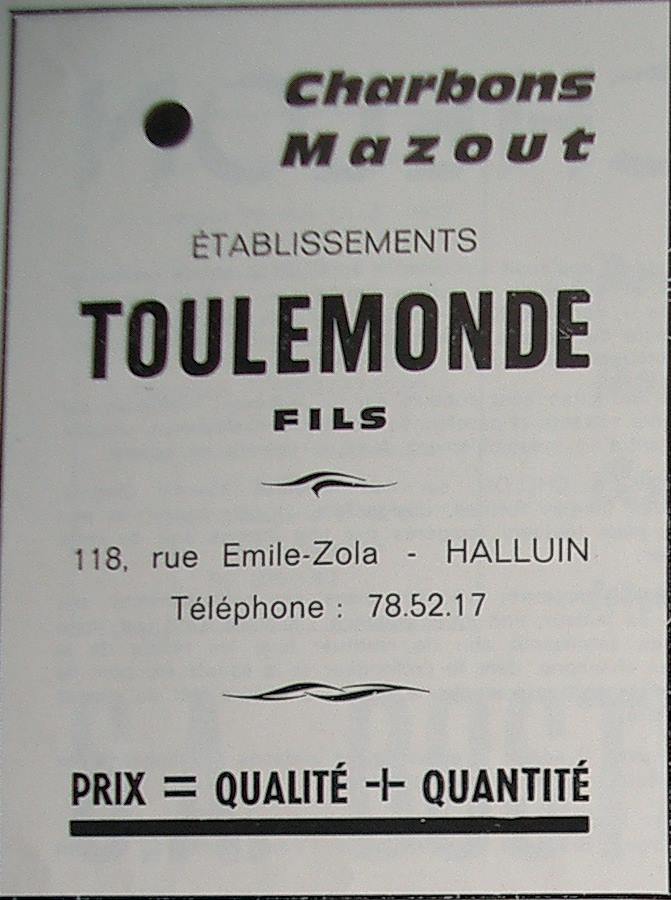 Charbons
Mazout
ÉTABLISSEMENTS
TOULEMONDE
FILS
118, rue Emile-Zola - HALLUIN
Téléphone : 78.52.17
PRIX = QUALITÉ + QUANTITÉ